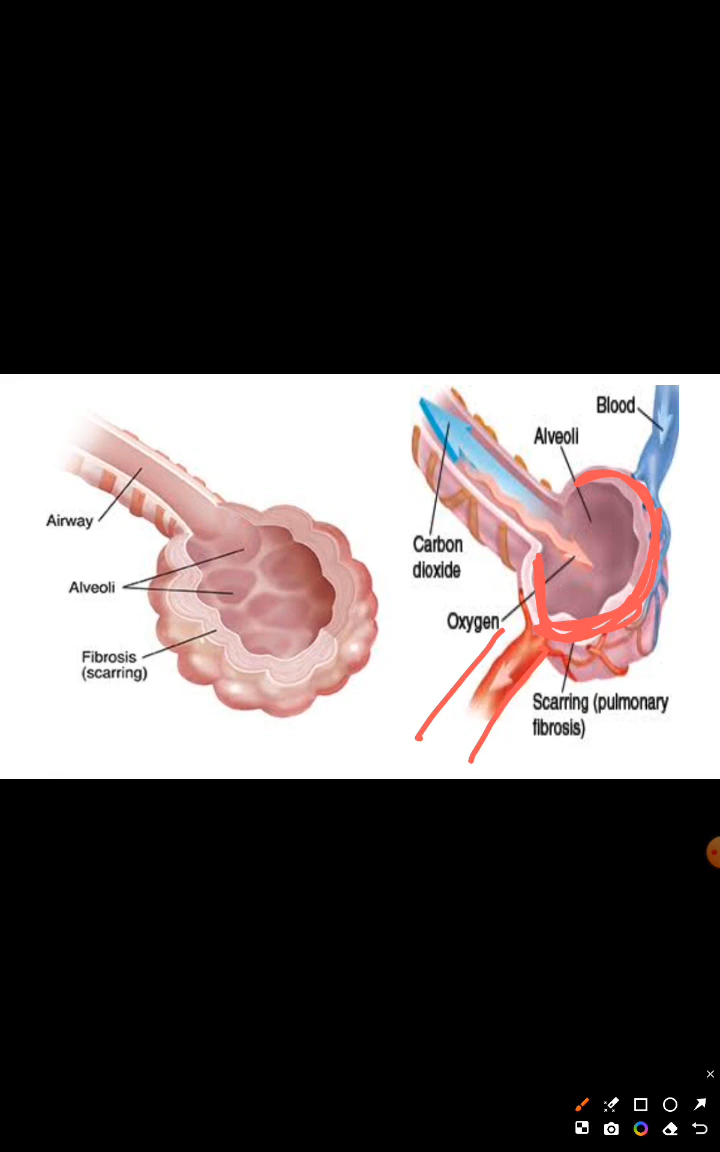 Airway
Alveoli
Fibrosis
(scarring)
Blood
Alveoli
Carbon
dioxide
Oxygen
Scarring (pulmonary
fibrosis)